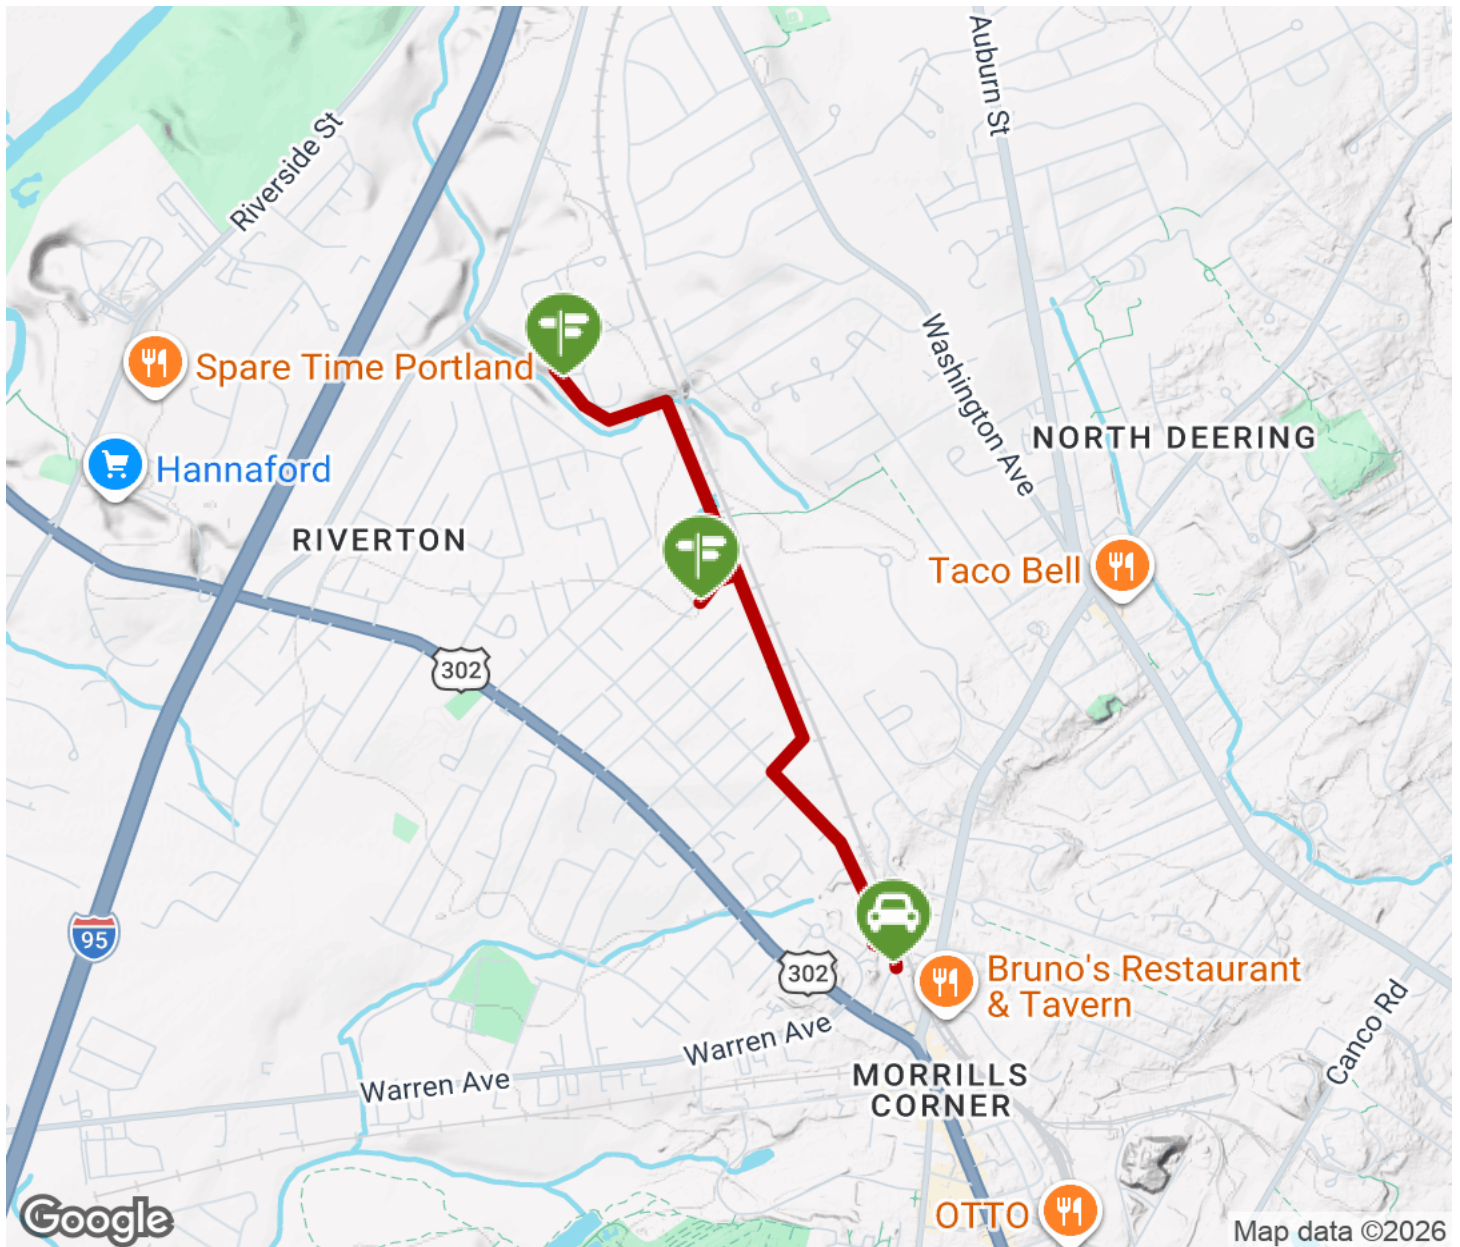 Auburn St
Riverside St
Washington Ave
Spare Time Portland
NORTH DEERING
Hannaford
RIVERTON
Taco Bell
302
95
302
Bruno's Restaurant
& Tavern
Canco Rd
Warren Ave
Warren Ave
MORRILLS
CORNER
OTTO
Google
Map data ©2026